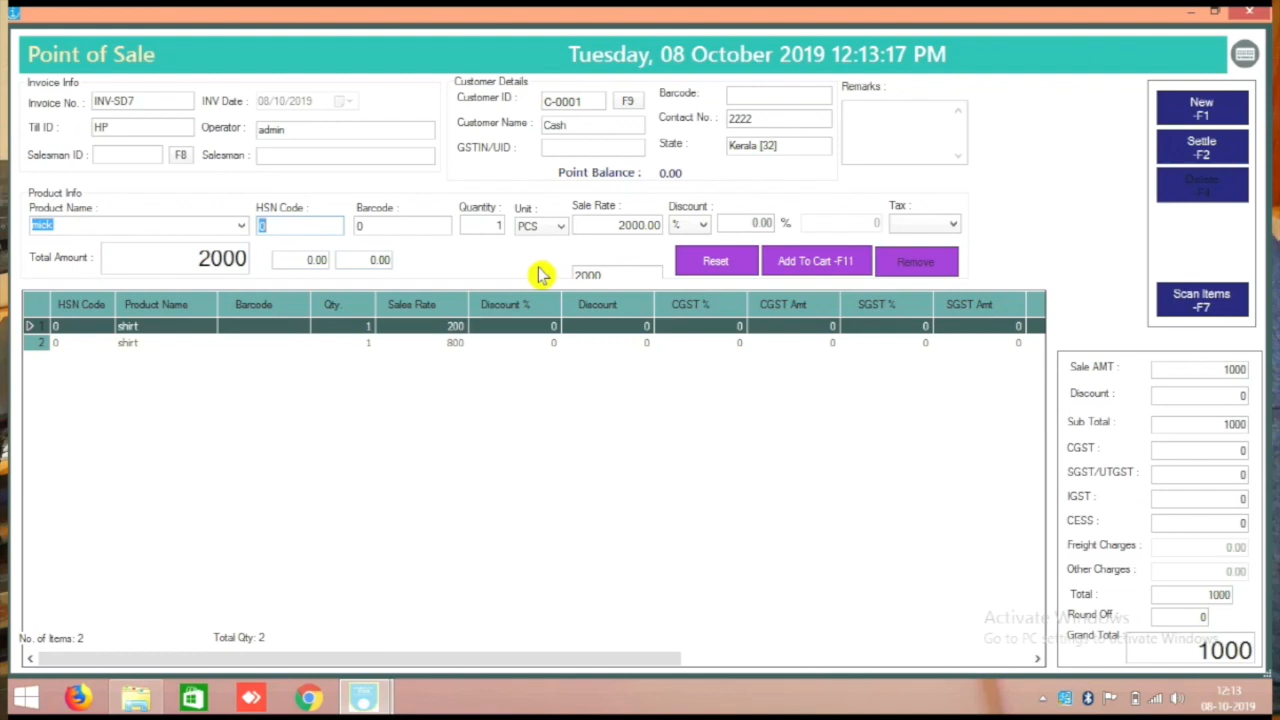 Point of Sale
Tuesday, 08 October 2019 12:13:17 PM
Invoice Info
Invoice No. : INV-SD7 INV Date : 08/10/2019
Till ID : HP Operator : admin
Salesman ID : F8 Salesman :
Customer Details
Customer ID : C-0001 F9
Customer Name : Cash
GSTIN/UID :
Barcode:
Contact No. : 2222
State : Kerala [32]
Point Balance : 0.00
Remarks :
New
-F1
Settle
-F2
Delete
Scan Items
-F7
Product Info
Product Name : HSN Code : Barcode : Quantity : Unit : Sale Rate : Discount : Tax :
mick 0 0 1 PCS 2000.00 % 0.00 % 0
Total Amount : 2000 0.00 0.00
2000
Reset Add To Cart -F11 Remove
HSN Code Product Name Barcode Qty. Sales Rate Discount % Discount CGST % CGST Amt SGST % SGST Amt
1 0 shirt 1 200 0 0 0 0 0 0
2 0 shirt 1 800 0 0 0 0 0 0
No. of Items: 2 Total Qty: 2
Sale AMT : 1000
Discount : 0
Sub Total : 1000
CGST : 0
SGST/UTGST : 0
IGST : 0
CESS : 0
Freight Charges : 0.00
Other Charges : 0.00
Total : 1000
Round Off 0
Grand Total 1000
Activate Windows
Go to PC settings to activate Windows.
12:13
08-10-2019